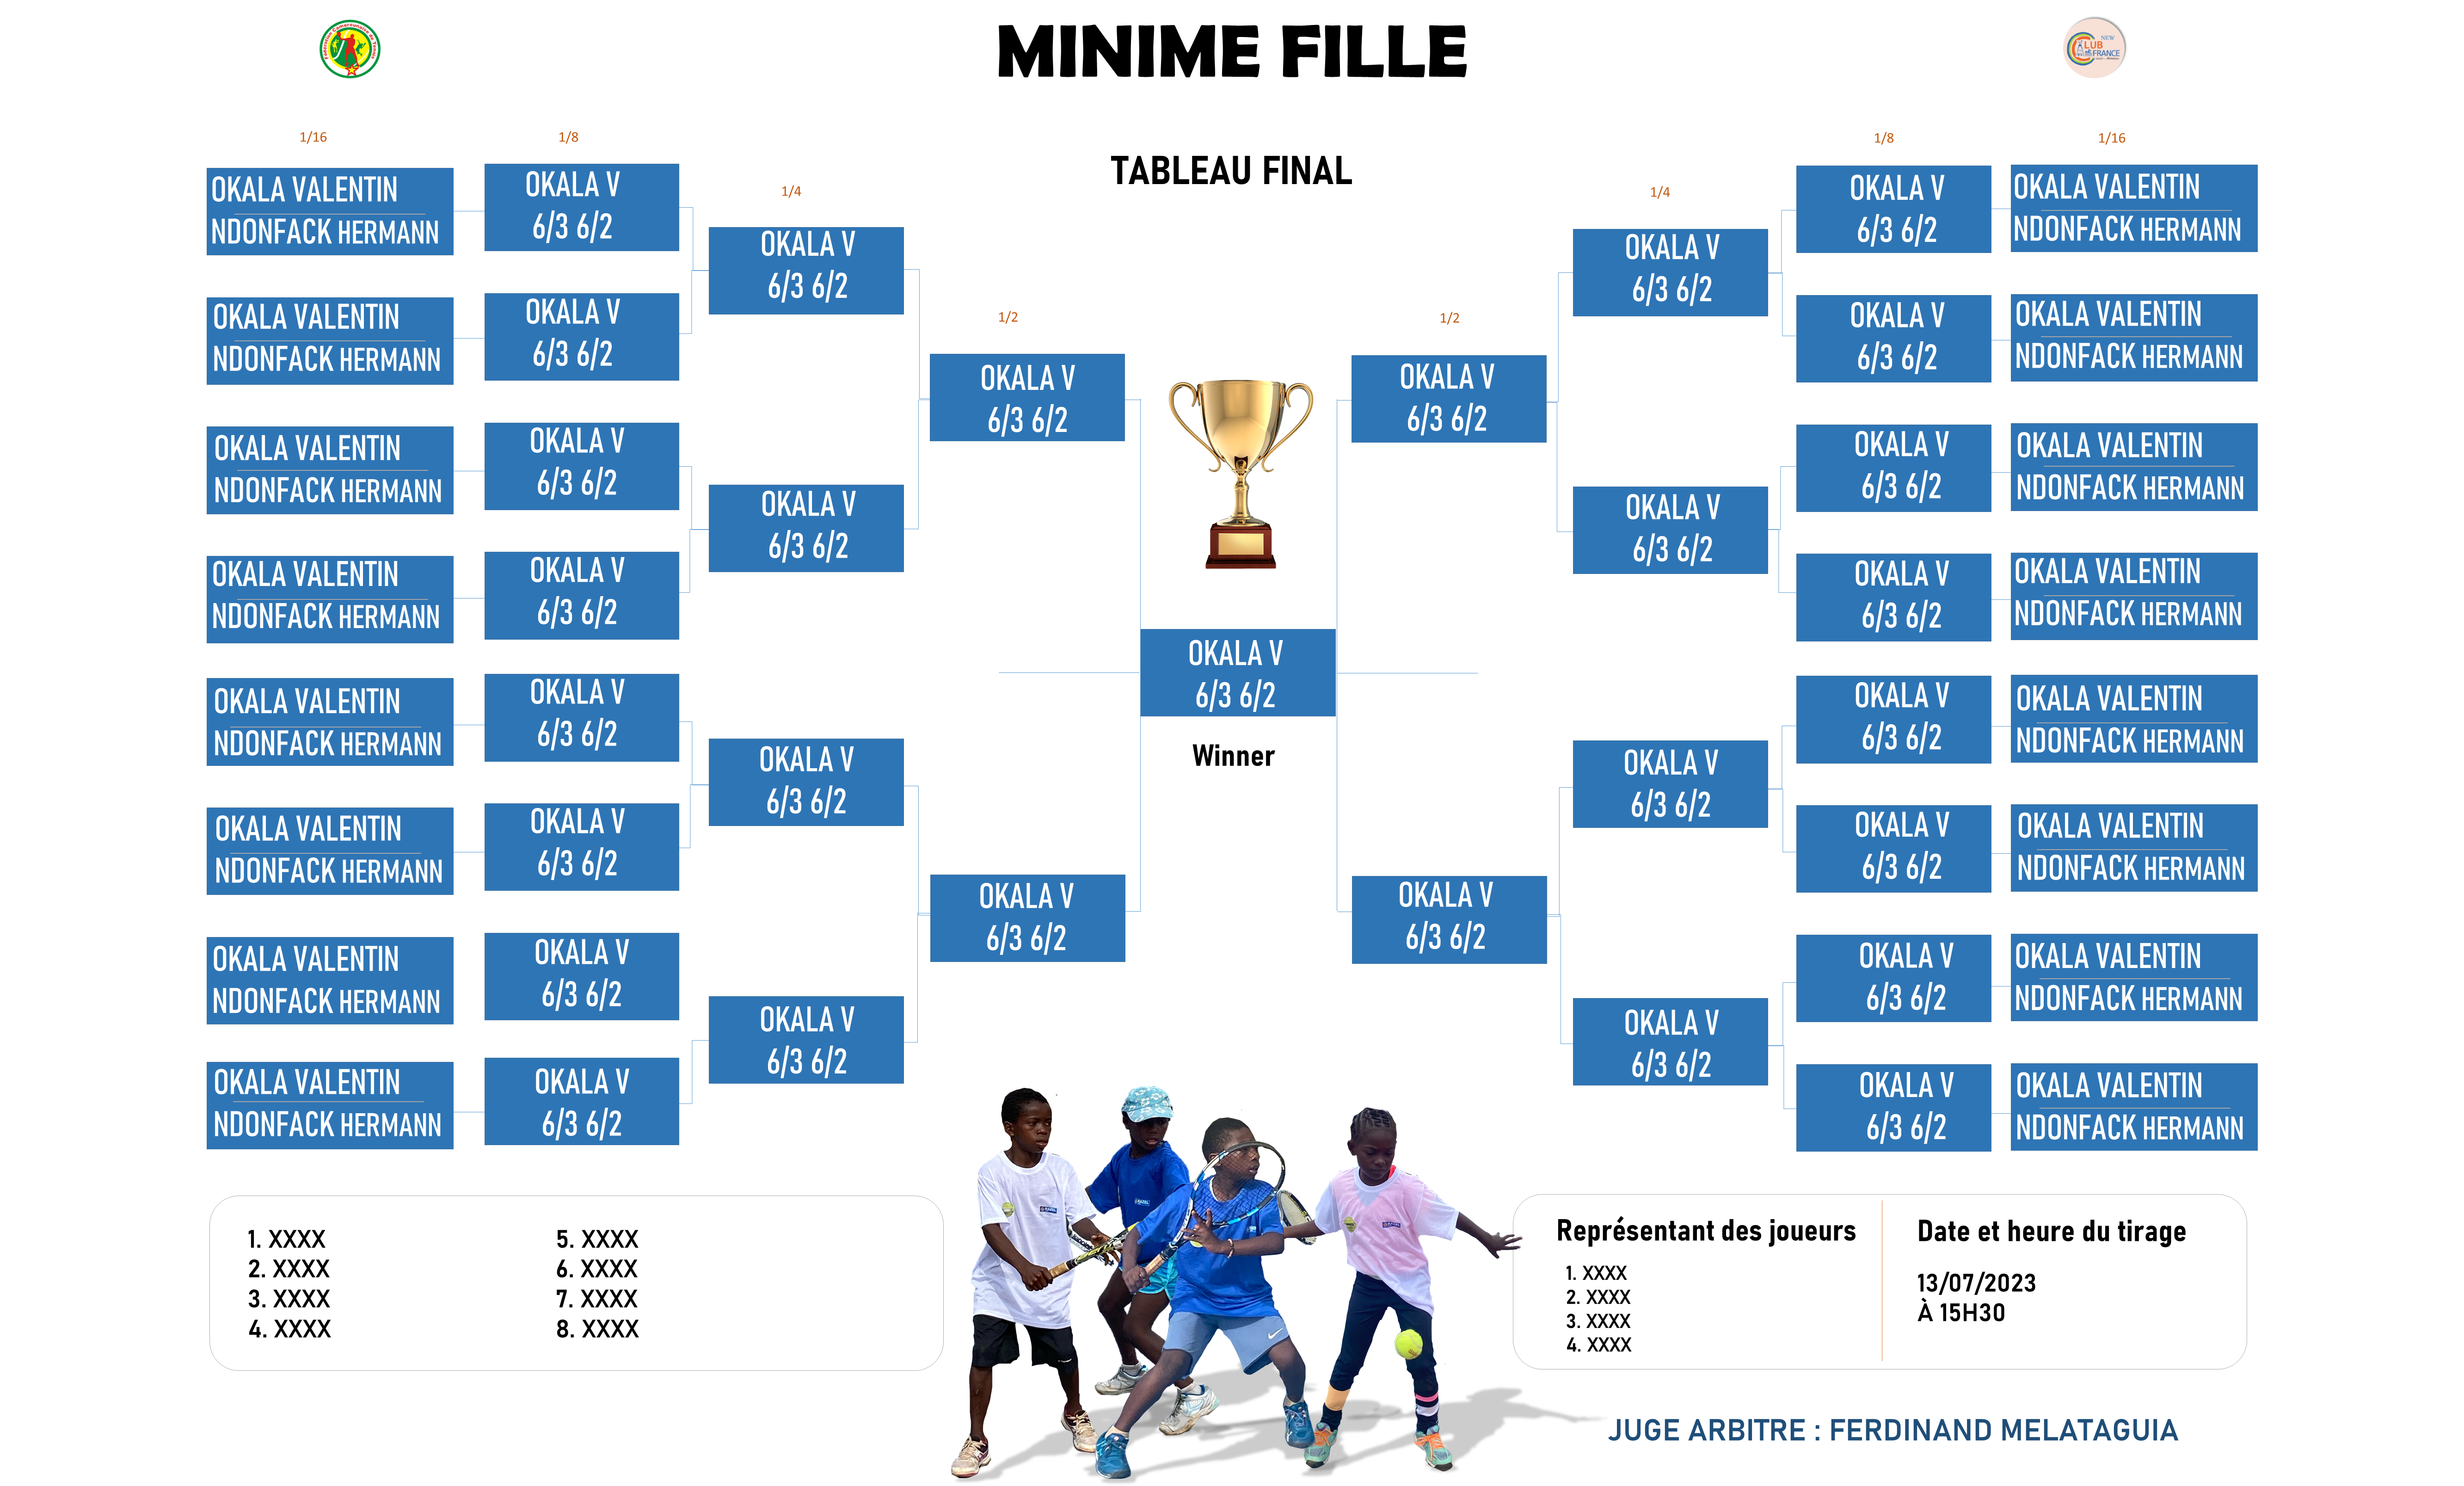 MINIME FILLE
NEW
CLUB
FRANCE
TABLEAU FINAL
1/16
1/8
1/4
1/2
1/2
1/4
1/8
1/16
OKALA VALENTIN
NDONFACK HERMANN
OKALA VALENTIN
NDONFACK HERMANN
OKALA VALENTIN
NDONFACK HERMANN
OKALA VALENTIN
NDONFACK HERMANN
OKALA VALENTIN
NDONFACK HERMANN
OKALA VALENTIN
NDONFACK HERMANN
OKALA VALENTIN
NDONFACK HERMANN
OKALA VALENTIN
NDONFACK HERMANN
OKALA V
6/3 6/2
OKALA V
6/3 6/2
OKALA V
6/3 6/2
OKALA V
6/3 6/2
OKALA V
6/3 6/2
OKALA V
6/3 6/2
OKALA V
6/3 6/2
OKALA V
6/3 6/2
OKALA V
6/3 6/2
OKALA V
6/3 6/2
OKALA V
6/3 6/2
OKALA V
6/3 6/2
OKALA V
6/3 6/2
OKALA V
6/3 6/2
OKALA V
6/3 6/2
Winner
OKALA V
6/3 6/2
OKALA V
6/3 6/2
OKALA V
6/3 6/2
OKALA V
6/3 6/2
OKALA V
6/3 6/2
OKALA V
6/3 6/2
OKALA V
6/3 6/2
OKALA V
6/3 6/2
OKALA V
6/3 6/2
OKALA V
6/3 6/2
OKALA V
6/3 6/2
OKALA V
6/3 6/2
OKALA V
6/3 6/2
OKALA V
6/3 6/2
OKALA VALENTIN
NDONFACK HERMANN
OKALA VALENTIN
NDONFACK HERMANN
OKALA VALENTIN
NDONFACK HERMANN
OKALA VALENTIN
NDONFACK HERMANN
OKALA VALENTIN
NDONFACK HERMANN
OKALA VALENTIN
NDONFACK HERMANN
OKALA VALENTIN
NDONFACK HERMANN
OKALA VALENTIN
NDONFACK HERMANN
1. XXXX
2. XXXX
3. XXXX
4. XXXX
5. XXXX
6. XXXX
7. XXXX
8. XXXX
Représentant des joueurs
1. XXXX
2. XXXX
3. XXXX
4. XXXX
Date et heure du tirage
13/07/2023
À 15H30
JUGE ARBITRE : FERDINAND MELATAGUIA